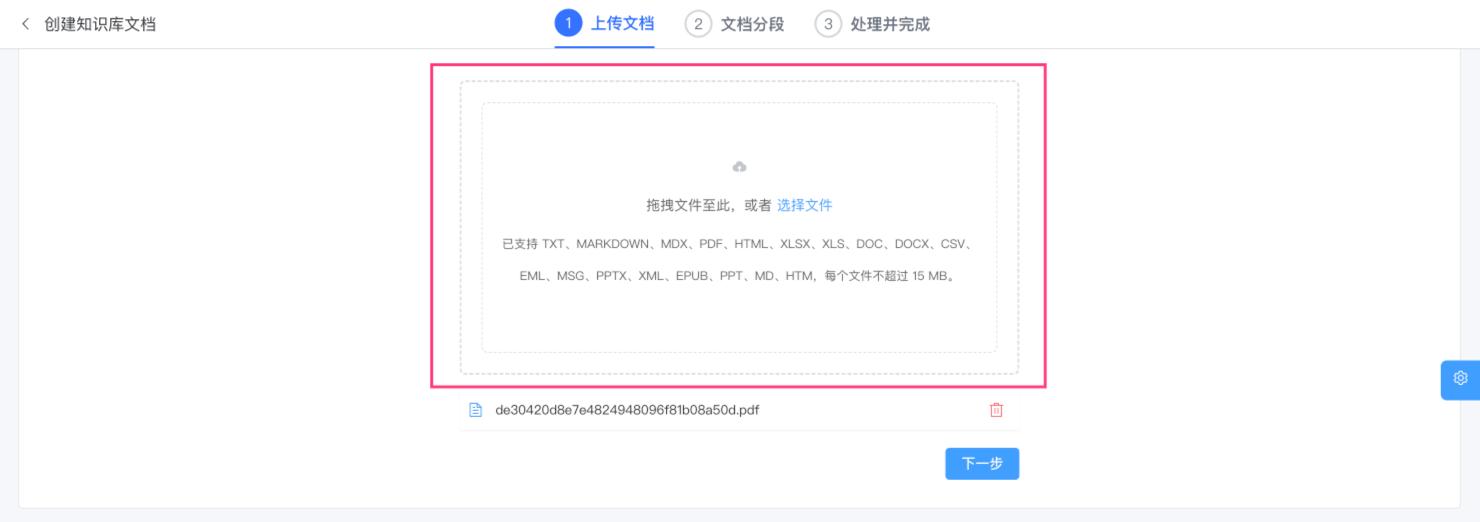 创建知识库文档
1 上传文档
2 文档分段
3 处理并完成
拖拽文件至此，或者 选择文件
已支持 TXT、MARKDOWN、MDX、PDF、HTML、XLSX、XLS、DOC、DOCX、CSV、
EML、MSG、PPTX、XML、EPUB、PPT、MD、HTM，每个文件不超过 15 MB。
de30420d8e7e4824948096f81b08a50d.pdf
下一步